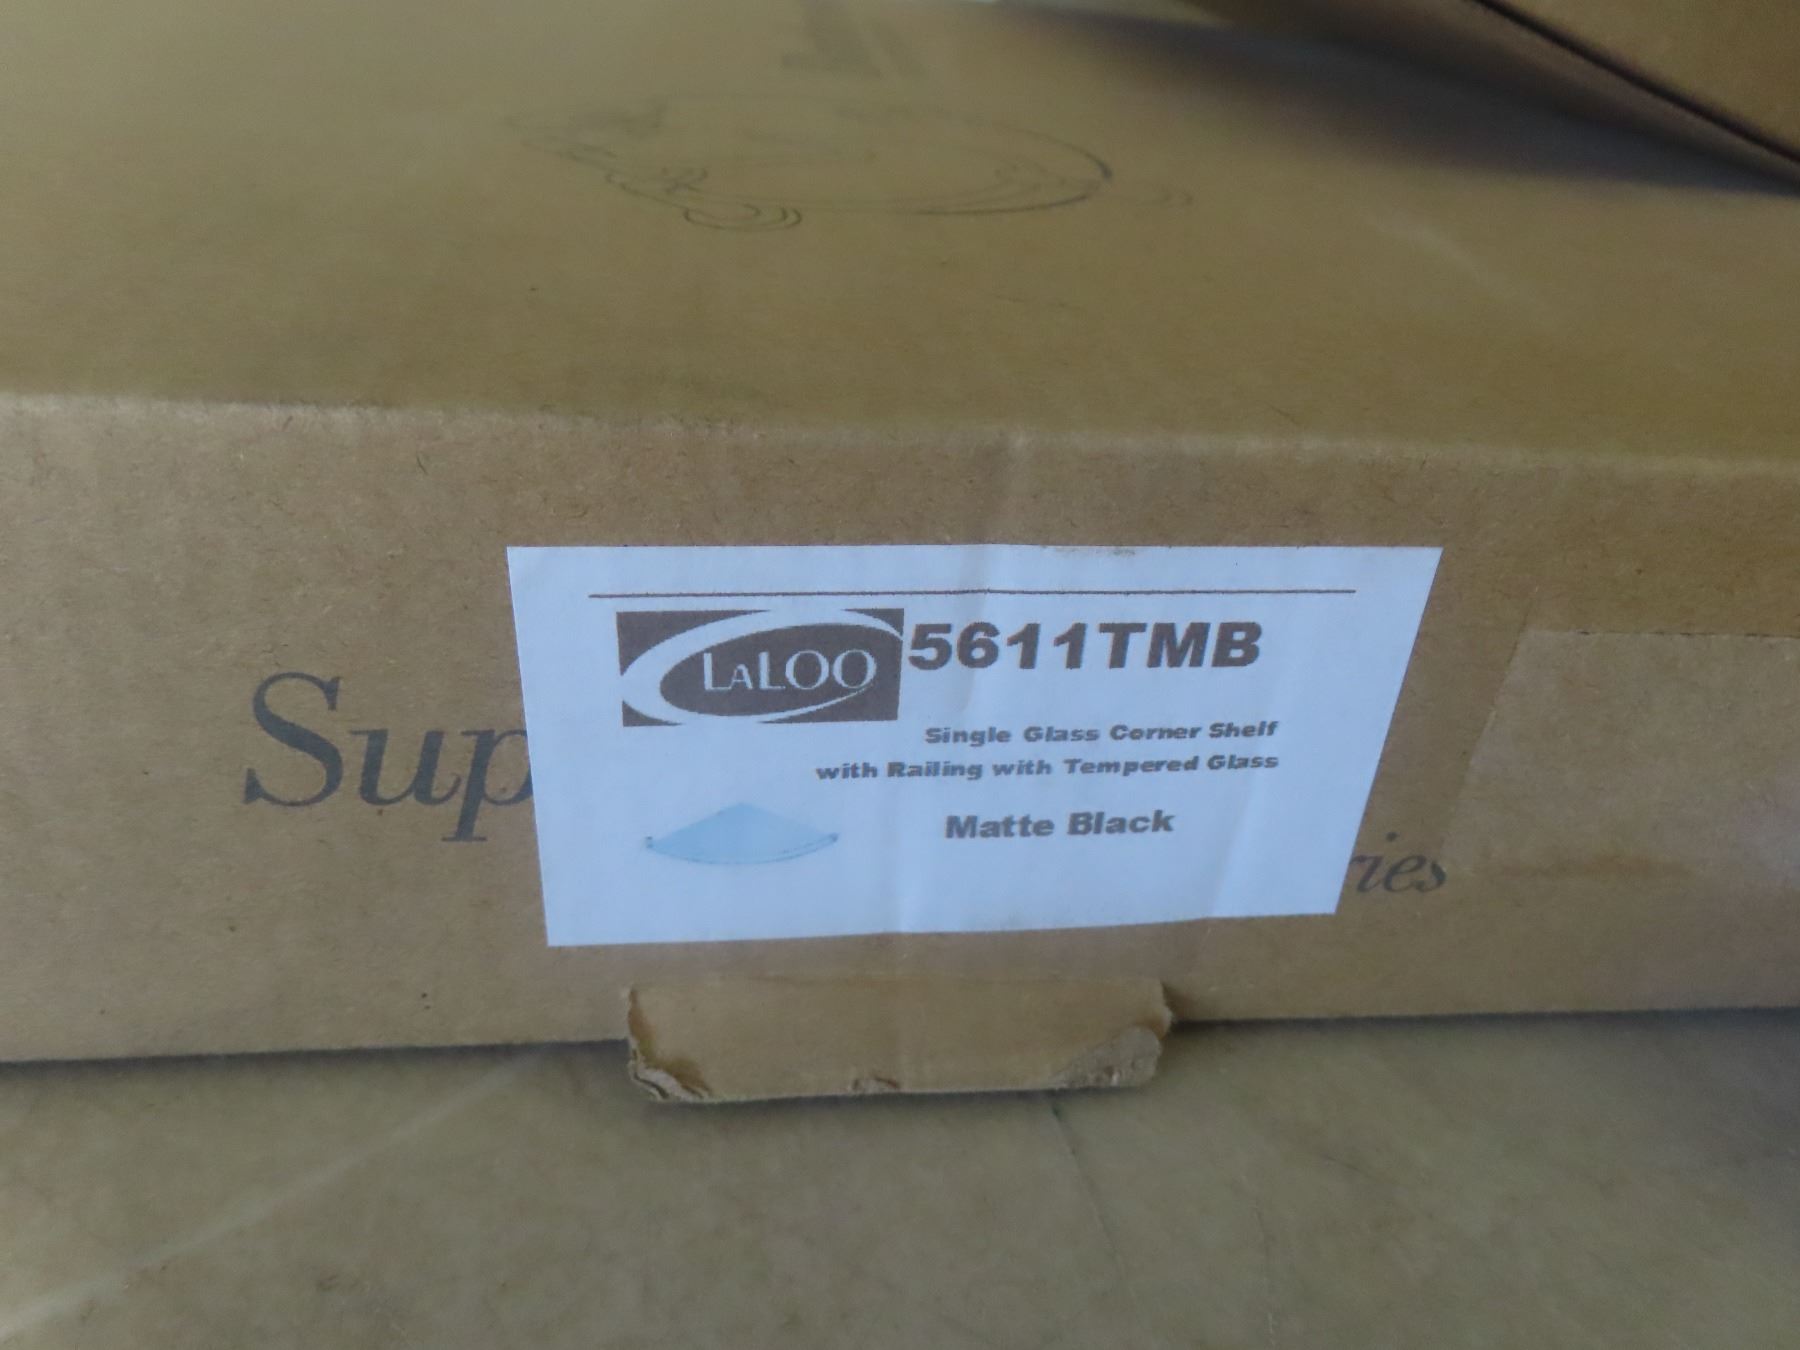 LaLOO 5611TMB
Single Glass Corner Shelf
with Railing with Tempered Glass
Matte Black
Sup
ries